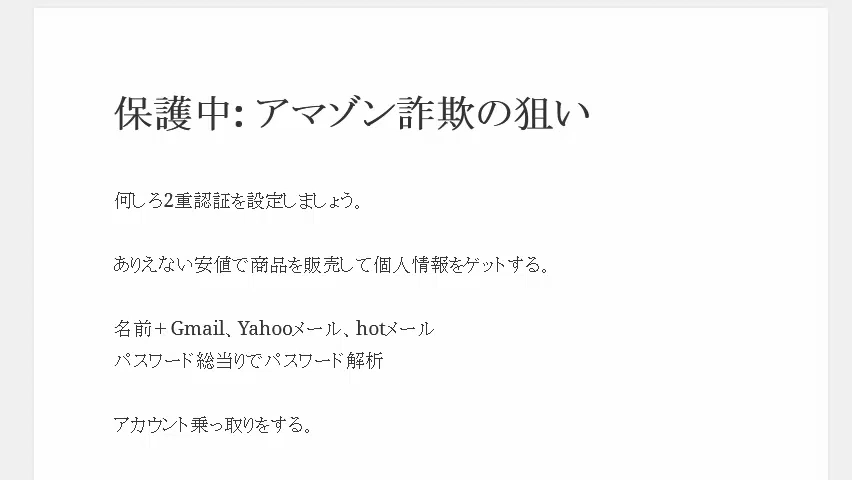 保護中: アマゾン詐欺の狙い
何しろ2重認証を設定しましょう。
ありえない安値で商品を販売して個人情報をゲットする。
名前+Gmail、Yahooメール、hotメール
パスワード総当りでパスワード解析
アカウント乗っ取りをする。